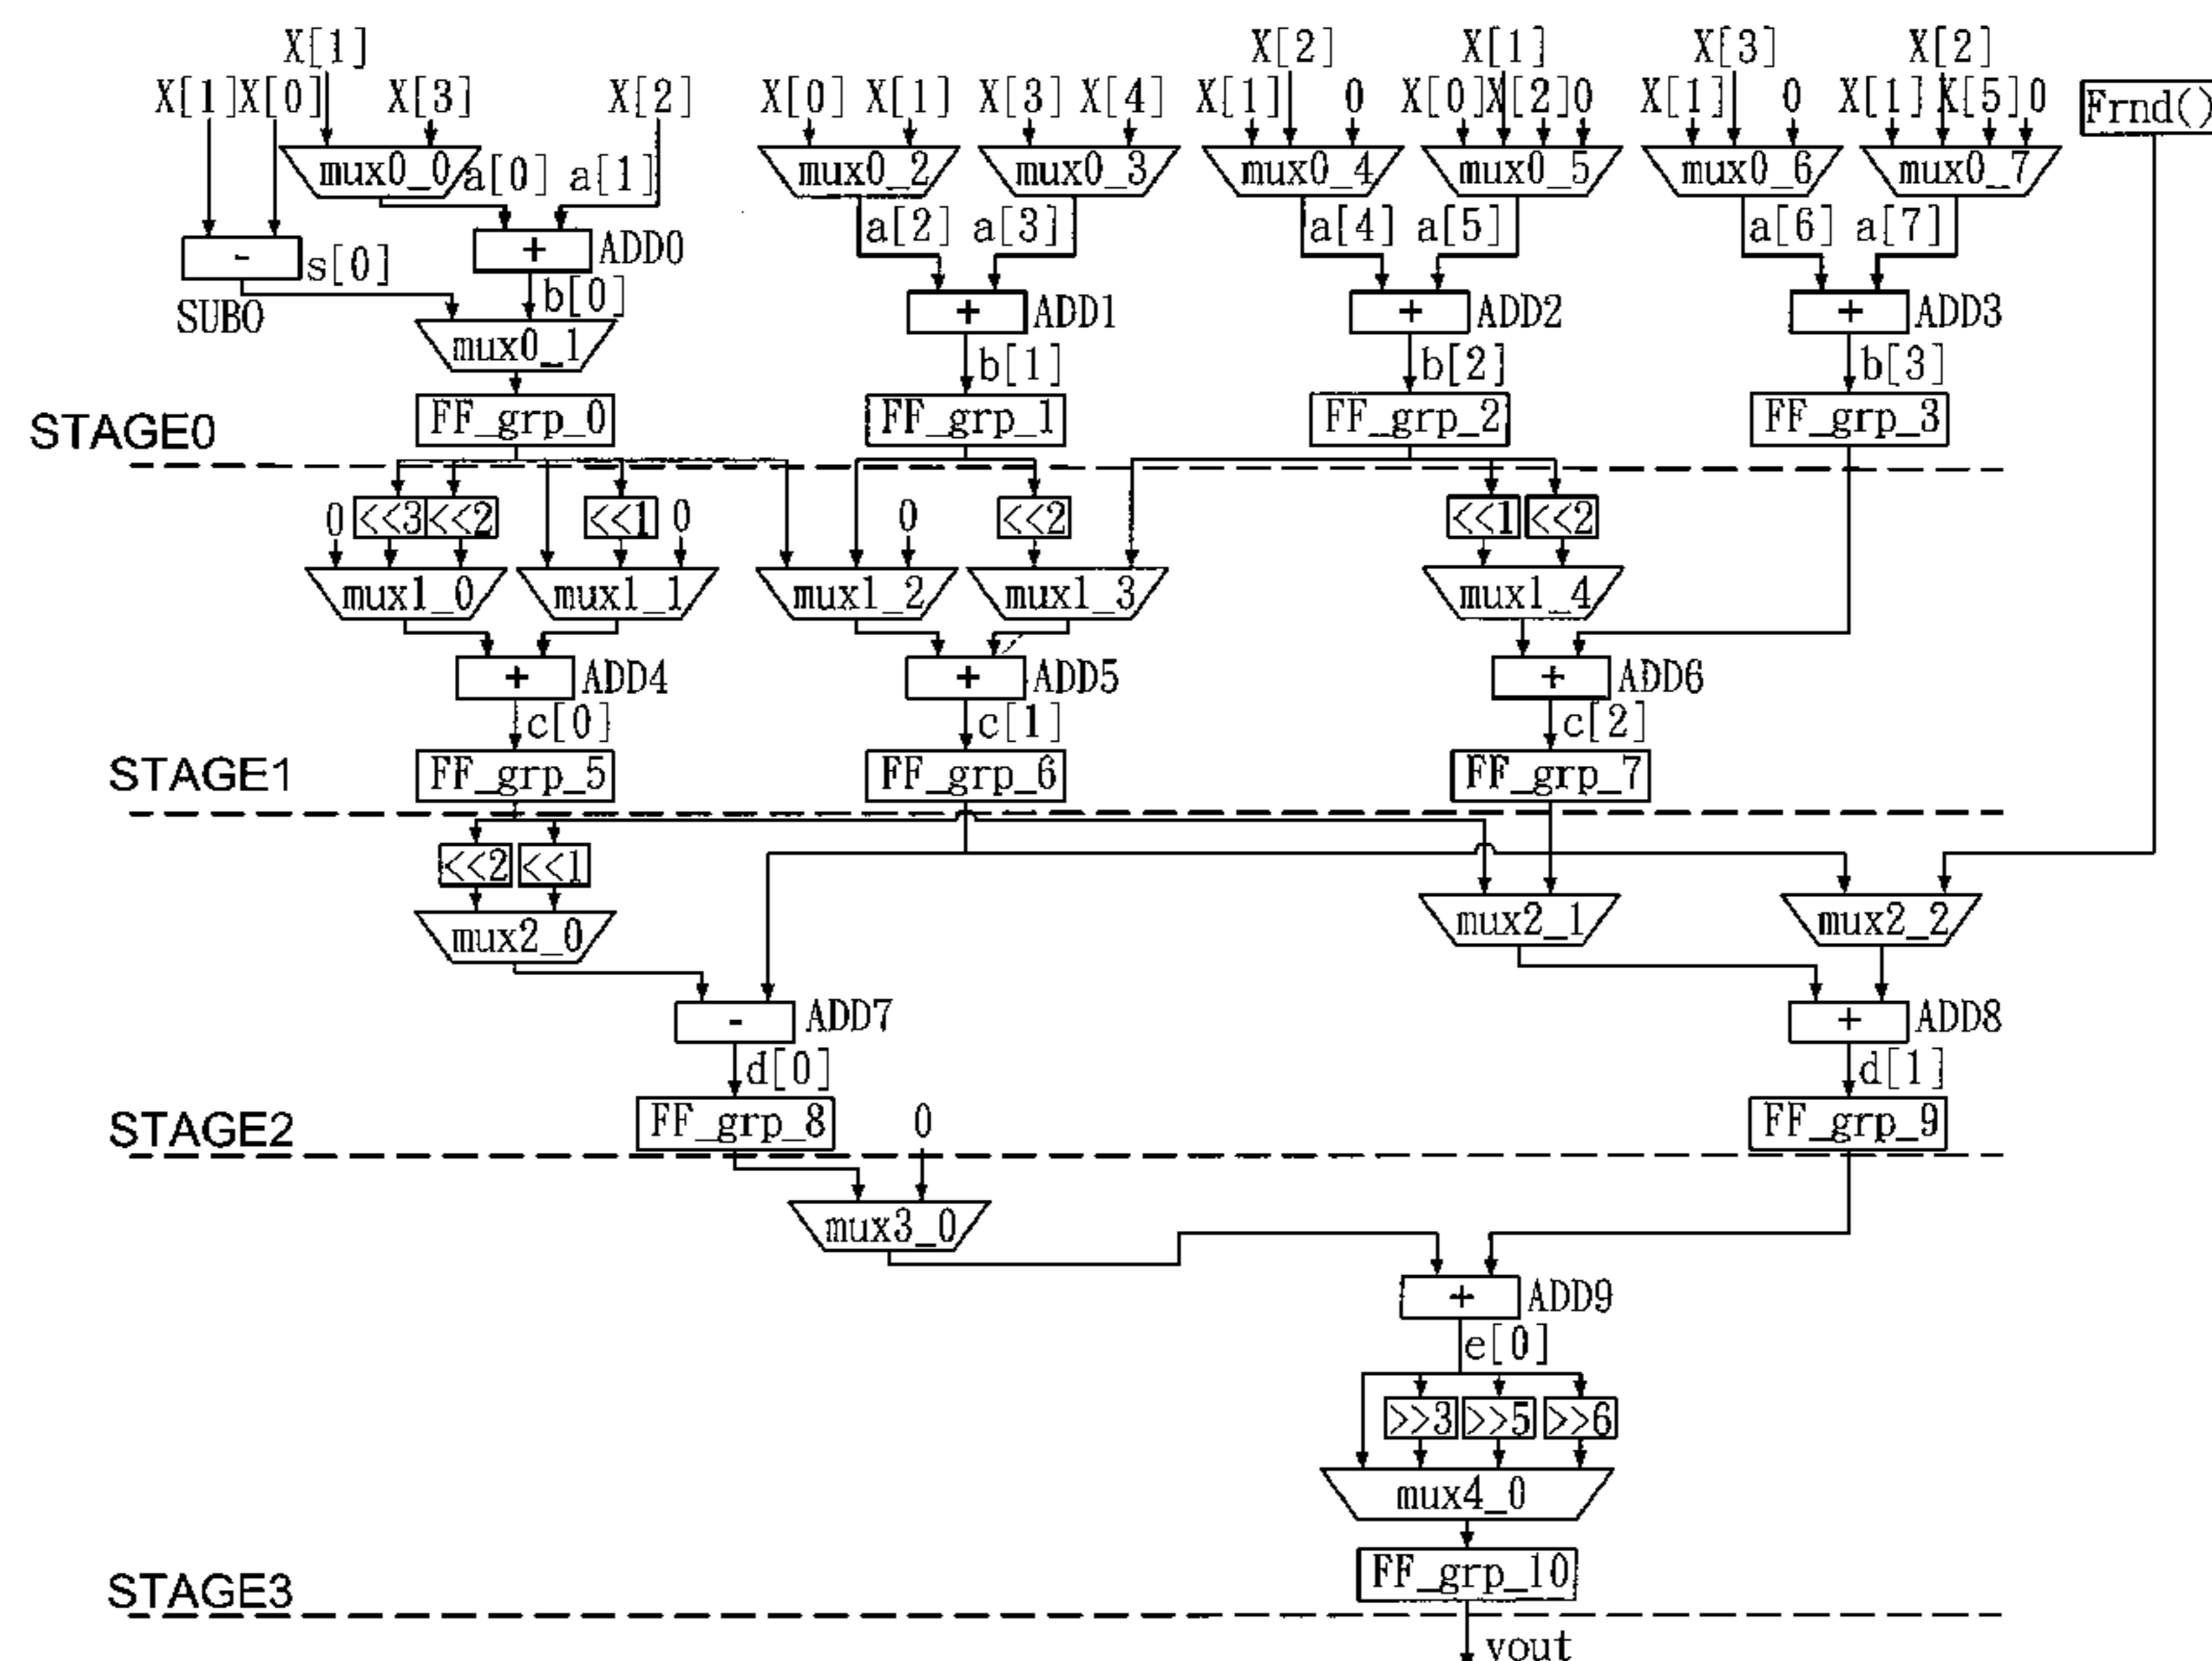 X[1] X[2] X[1] X[3] X[2]
X[1] X[0] X[3] X[2] X[0] X[1] X[3] X[4] X[1] 0 X[0] X[2] 0 X[1] 0 X[1] X[5] 0 Frnd()
mux0_0 a[0] a[1] mux0_2 mux0_3 mux0_4 mux0_5 mux0_6 mux0_7
a[2] a[3] a[4] a[5] a[6] a[7]
- s[0] + ADD0
SUB0 b[0] + ADD1 + ADD2 + ADD3
mux0_1 b[1] b[2] b[3]
STAGE0 FF_grp_0 FF_grp_1 FF_grp_2 FF_grp_3
0 <<3 <<2 <<1 0 0 <<2 <<1 <<2
mux1_0 mux1_1 mux1_2 mux1_3 mux1_4
+ ADD4 + ADD5 + ADD6
c[0] c[1] c[2]
STAGE1 FF_grp_5 FF_grp_6 FF_grp_7
<<2 <<1
mux2_0 mux2_1 mux2_2
- ADD7 + ADD8
d[0] d[1]
STAGE2 FF_grp_8 0 FF_grp_9
mux3_0
+ ADD9
e[0]
>>3 >>5 >>6
mux4_0
STAGE3 FF_grp_10
vout